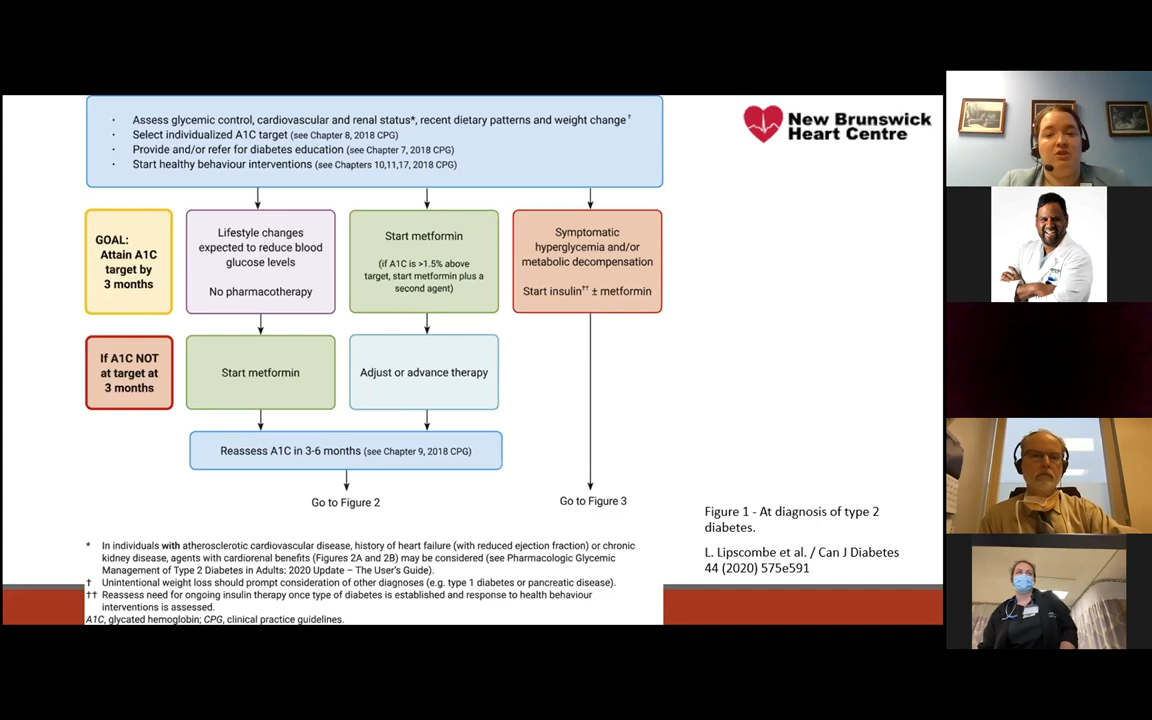 · Assess glycemic control, cardiovascular and renal status*, recent dietary patterns and weight change†
· Select individualized A1C target (see Chapter 8, 2018 CPG)
· Provide and/or refer for diabetes education (see Chapter 7, 2018 CPG)
· Start healthy behaviour interventions (see Chapters 10,11,17, 2018 CPG)
New Brunswick
Heart Centre
GOAL:
Attain A1C
target by
3 months
Lifestyle changes
expected to reduce blood
glucose levels
No pharmacotherapy
Start metformin
(if A1C is >1.5% above
target, start metformin plus a
second agent)
Symptomatic
hyperglycemia and/or
metabolic decompensation
Start insulin†† ± metformin
If A1C NOT
at target at
3 months
Start metformin
Adjust or advance therapy
Reassess A1C in 3-6 months (see Chapter 9, 2018 CPG)
Go to Figure 2
Go to Figure 3
Figure 1 - At diagnosis of type 2
diabetes.
L. Lipscombe et al. / Can J Diabetes
44 (2020) 575e591
* In individuals with atherosclerotic cardiovascular disease, history of heart failure (with reduced ejection fraction) or chronic
kidney disease, agents with cardiorenal benefits (Figures 2A and 2B) may be considered (see Pharmacologic Glycemic
Management of Type 2 Diabetes in Adults: 2020 Update – The User's Guide).
† Unintentional weight loss should prompt consideration of other diagnoses (e.g. type 1 diabetes or pancreatic disease).
†† Reassess need for ongoing insulin therapy once type of diabetes is established and response to health behaviour
interventions is assessed.
A1C, glycated hemoglobin; CPG, clinical practice guidelines.